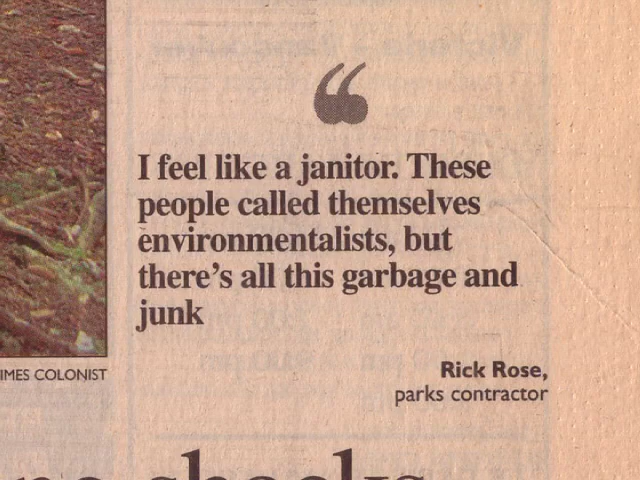 “
I feel like a janitor. These
people called themselves
environmentalists, but
there's all this garbage and
junk
Rick Rose,
parks contractor
IMES COLONIST